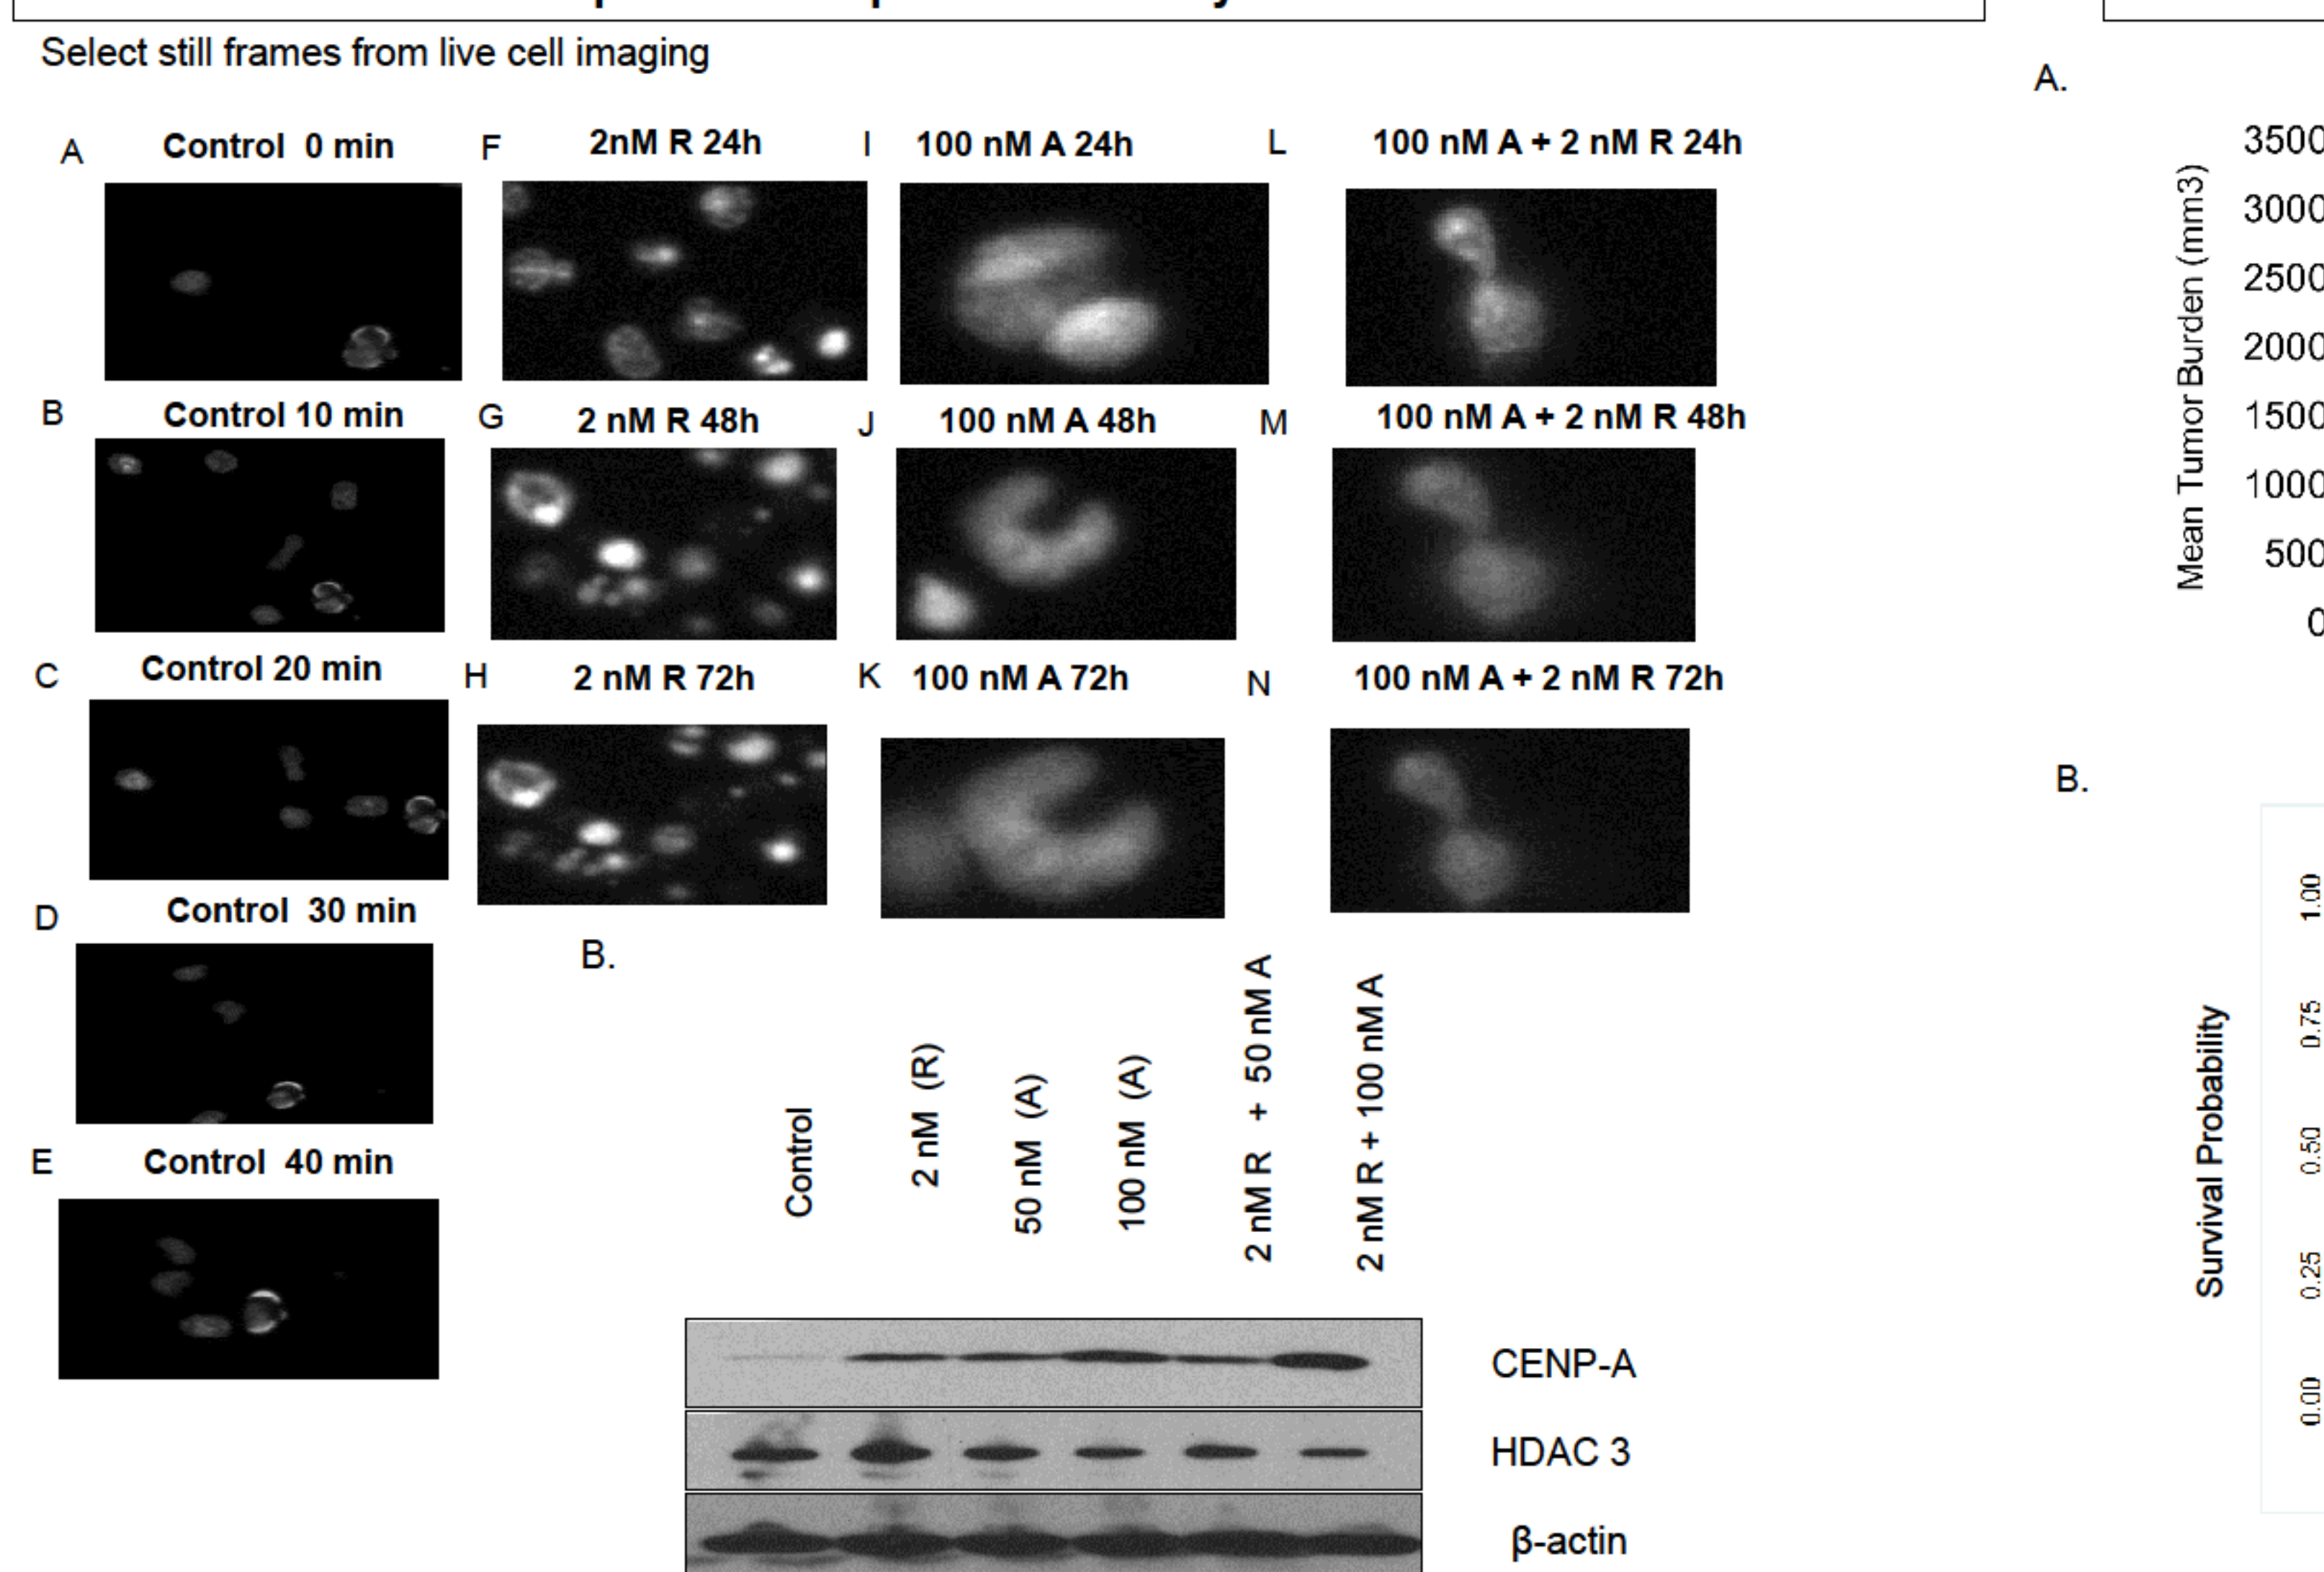 Select still frames from live cell imaging
A Control 0 min
F 2nM R 24h
I 100 nM A 24h
L 100 nM A + 2 nM R 24h
B Control 10 min
G 2 nM R 48h
J 100 nM A 48h
M 100 nM A + 2 nM R 48h
C Control 20 min
H 2 nM R 72h
K 100 nM A 72h
N 100 nM A + 2 nM R 72h
D Control 30 min
E Control 40 min
B.
Control
2 nM (R)
50 nM (A)
100 nM (A)
2 nM R + 50 nM A
2 nM R + 100 nM A
CENP-A
HDAC 3
β-actin
A.
Mean Tumor Burden (mm3)
3500
3000
2500
2000
1500
1000
500
0
B.
Survival Probability
1.00
0.75
0.50
0.25
0.00